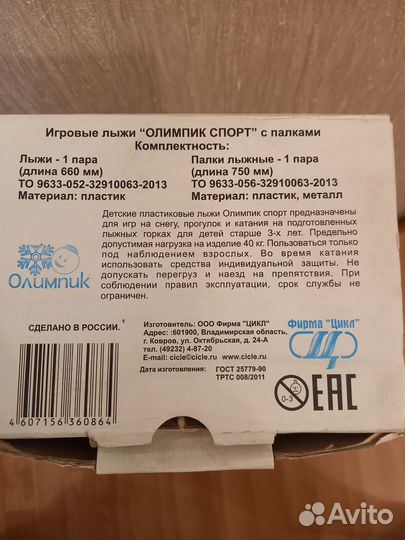 Игровые лыжи “ОЛИМПИК СПОРТ” с палками
Комплектность:
Лыжи - 1 пара
(длина 660 мм)
ТО 9633-052-32910063-2013
Материал: пластик
Палки лыжные - 1 пара
(длина 750 мм)
ТО 9633-056-32910063-2013
Материал: пластик, металл
Детские пластиковые лыжи Олимпик спорт предназначены
для игр на снегу, прогулок и катания на подготовленных
лыжных горках для детей старше 3-х лет. Предельно
допустимая нагрузка на изделие 40 кг. Пользоваться только
под наблюдением взрослых. Во время катания
использовать средства индивидуальной защиты. Не
допускать перегруз и наезд на препятствия. При
соблюдении правил эксплуатации, срок службы не
ограничен.
Олимпик
СДЕЛАНО В РОССИИ.
Изготовитель: ООО Фирма "ЦИКЛ"
Адрес.:601900, Владимирская область,
г. Ковров, ул. Октябрьская, д. 24 А
тел. (49232) 4-87-20
E-mail: cicle@cicle.ru, www.cicle.ru
Дата изготовления:
ГОСТ 25779-90
ТРТС 008/2011
Фирма "Цикл"
0-3
EAC
4607156360864
Avito